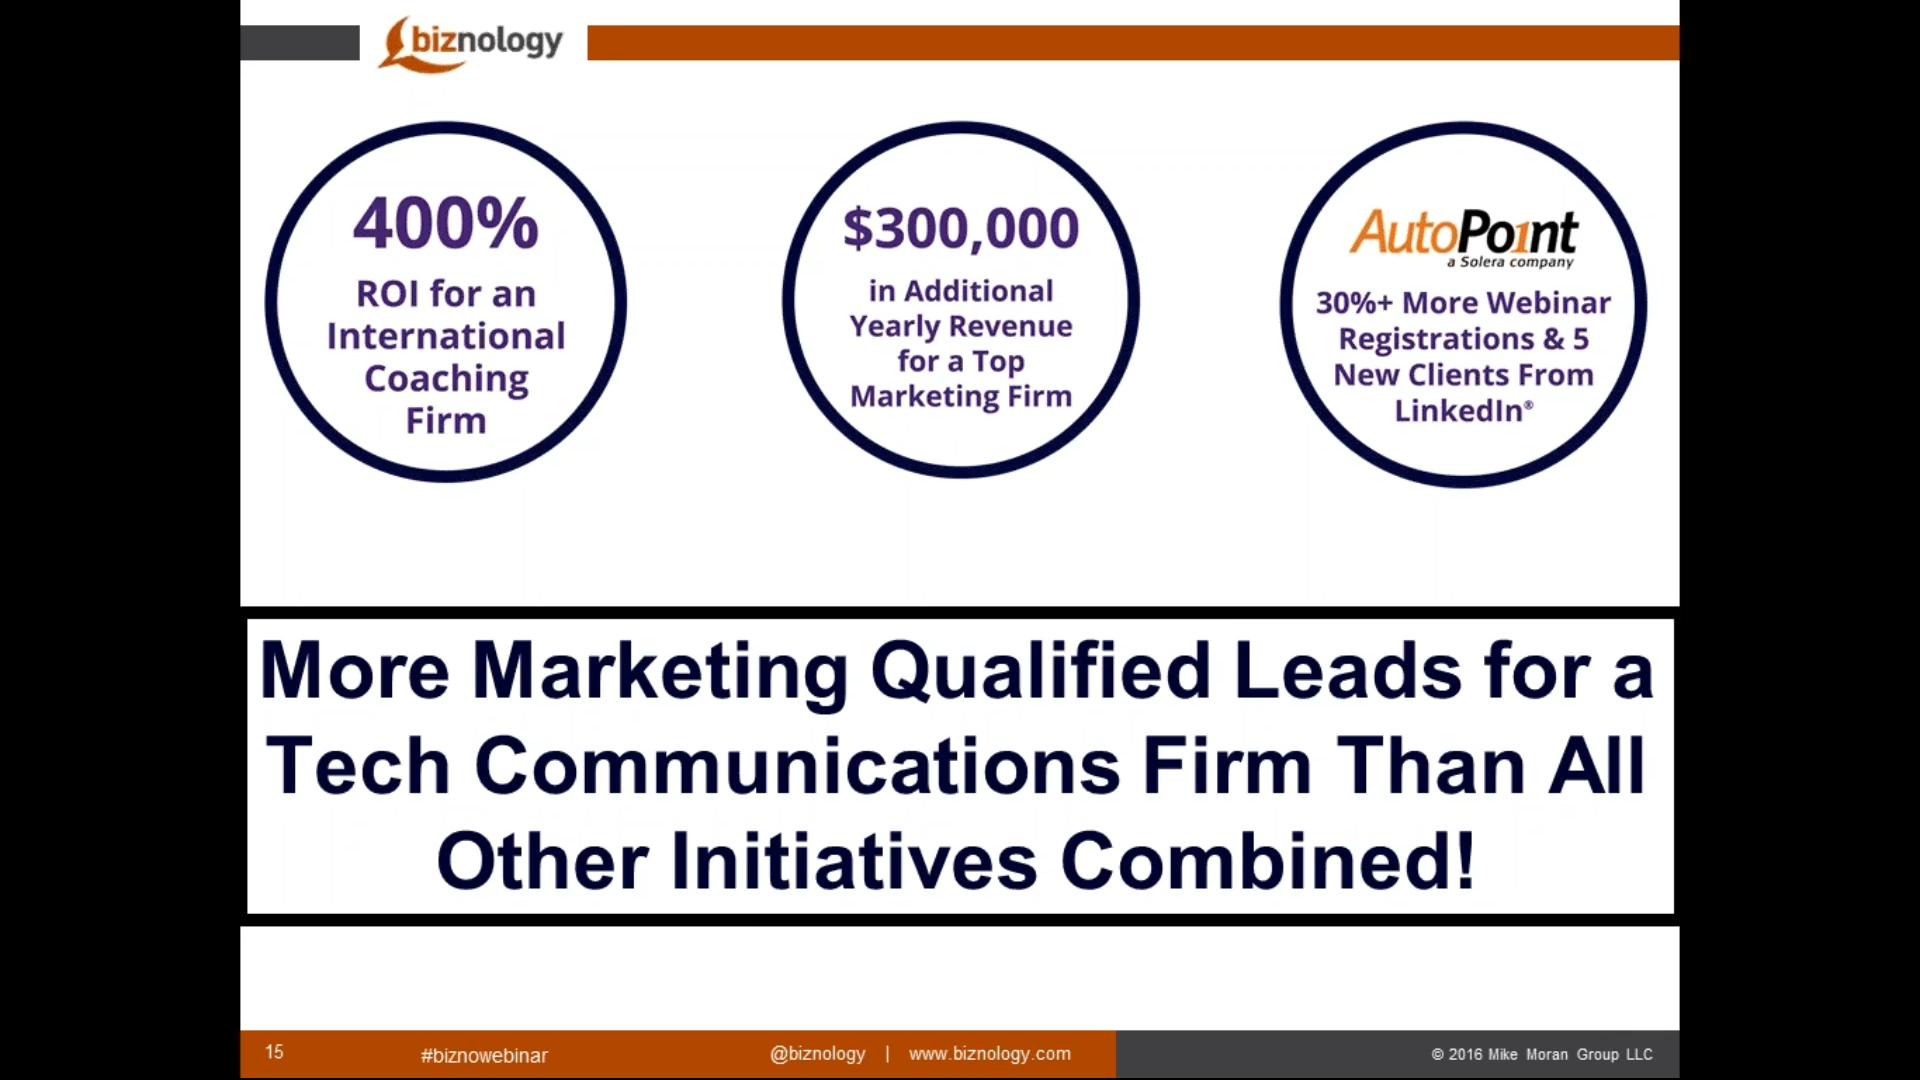 biznology
400%
ROI for an
International
Coaching
Firm
$300,000
in Additional
Yearly Revenue
for a Top
Marketing Firm
AutoPo1nt
a Solera company
30%+ More Webinar
Registrations & 5
New Clients From
LinkedIn®
More Marketing Qualified Leads for a
Tech Communications Firm Than All
Other Initiatives Combined!
15
#biznowebinar
@biznology | www.biznology.com
© 2016 Mike Moran Group LLC